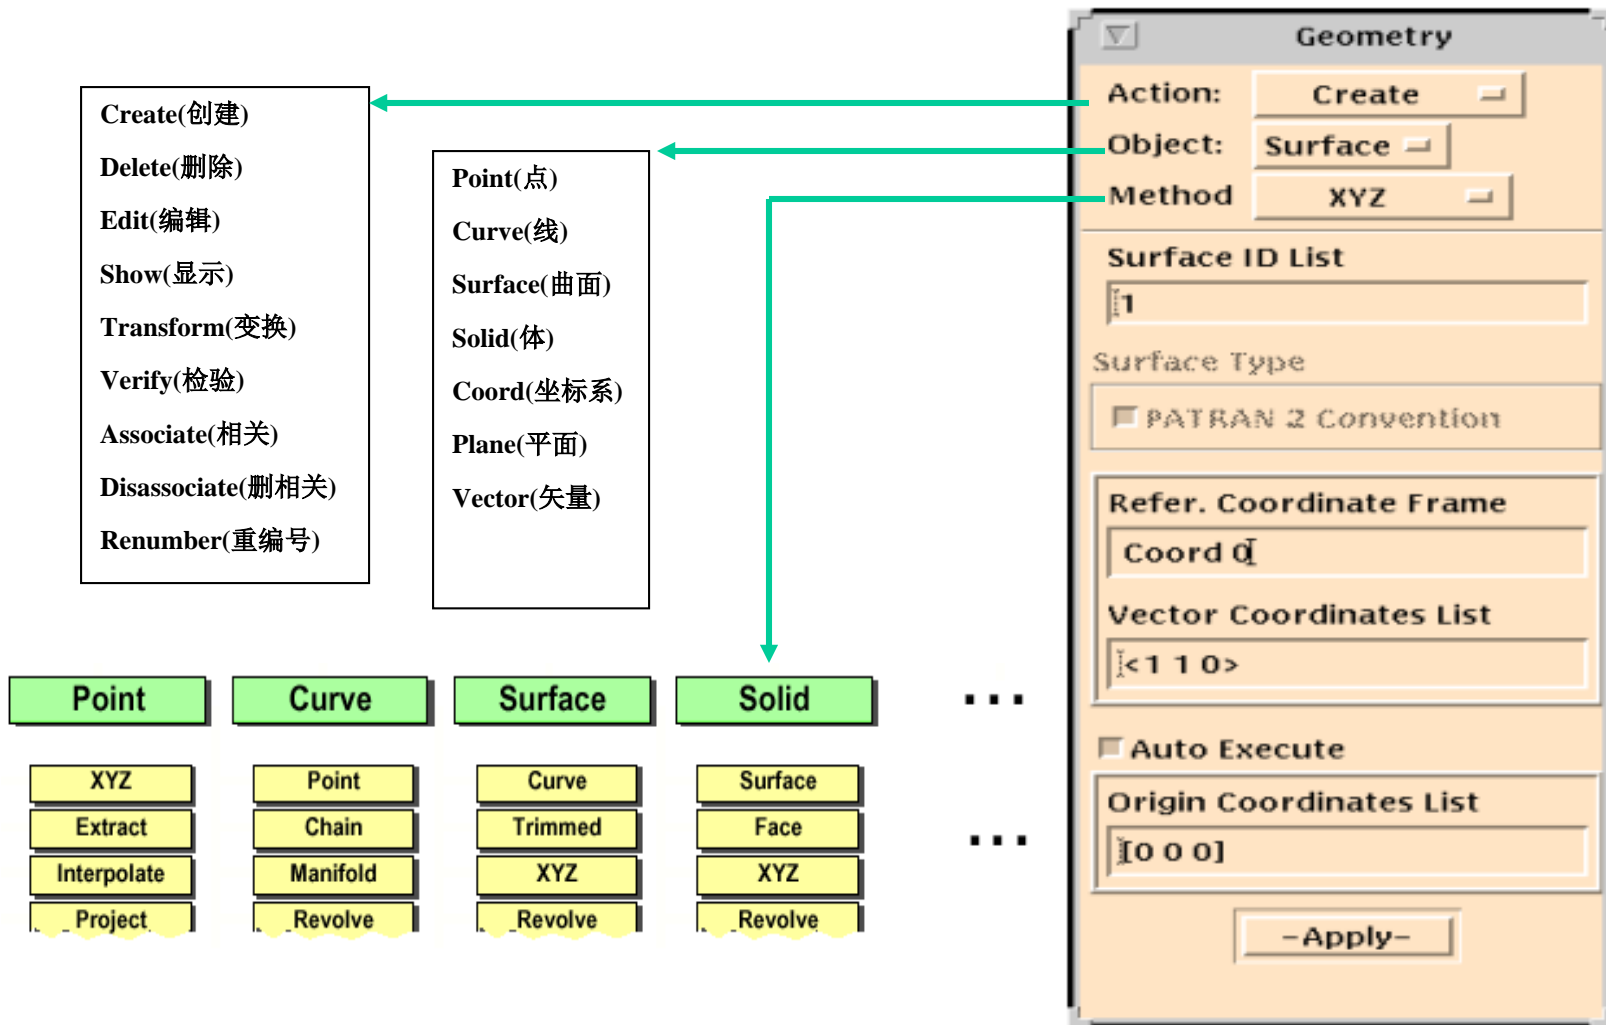 Create(创建)
Delete(删除)
Edit(编辑)
Show(显示)
Transform(变换)
Verify(检验)
Associate(相关)
Disassociate(删相关)
Renumber(重编号)
Point(点)
Curve(线)
Surface(曲面)
Solid(体)
Coord(坐标系)
Plane(平面)
Vector(矢量)
Geometry
Action: Create
Object: Surface
Method XYZ
Surface ID List
1
Surface Type
PATRAN 2 Convention
Refer. Coordinate Frame
Coord 0
Vector Coordinates List
<1 1 0>
Auto Execute
Origin Coordinates List
[0 0 0]
-Apply-
Point Curve Surface Solid ...
XYZ Point Curve Surface
Extract Chain Trimmed Face ...
Interpolate Manifold XYZ XYZ
Project Revolve Revolve Revolve